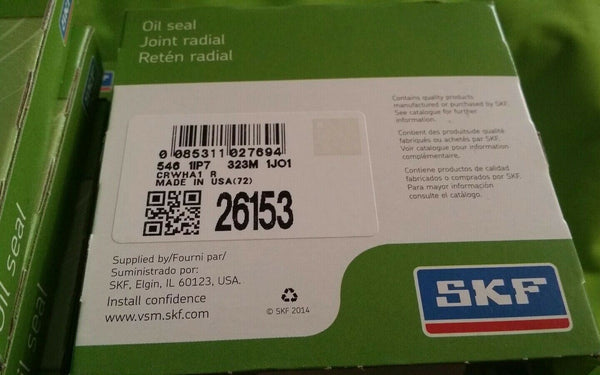 Oil seal
Joint radial
Retén radial
Contains quality products
manufactured or purchased by SKF.
See catalogue for further
information.
Contient des produits de qualité
fabriqués ou achetés par SKF.
Voir catalogue pour information
complémentaire.
Contiene productos de calidad
fabricados o comprados por SKF.
Para mayor información
consulte el catálogo.
0 085311 027694
546 1IP7 323M 1J01
CRWHA1 R
MADE IN USA(72)
26153
Supplied by/Fourni par/
Suministrado por:
SKF, Elgin, IL 60123, USA.
Install confidence
www.vsm.skf.com
© SKF 2014
SKF
Oil seal
Oil seal